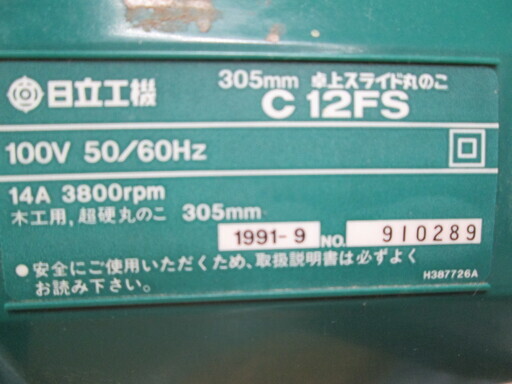 日立工機
305mm 卓上スライド丸のこ
C 12FS
100V 50/60Hz
14A 3800rpm
木工用,超硬丸のこ 305mm
1991-9 NO. 910289
●安全にご使用いただくため、取扱説明書は必ずよく
お読み下さい。
H387726A